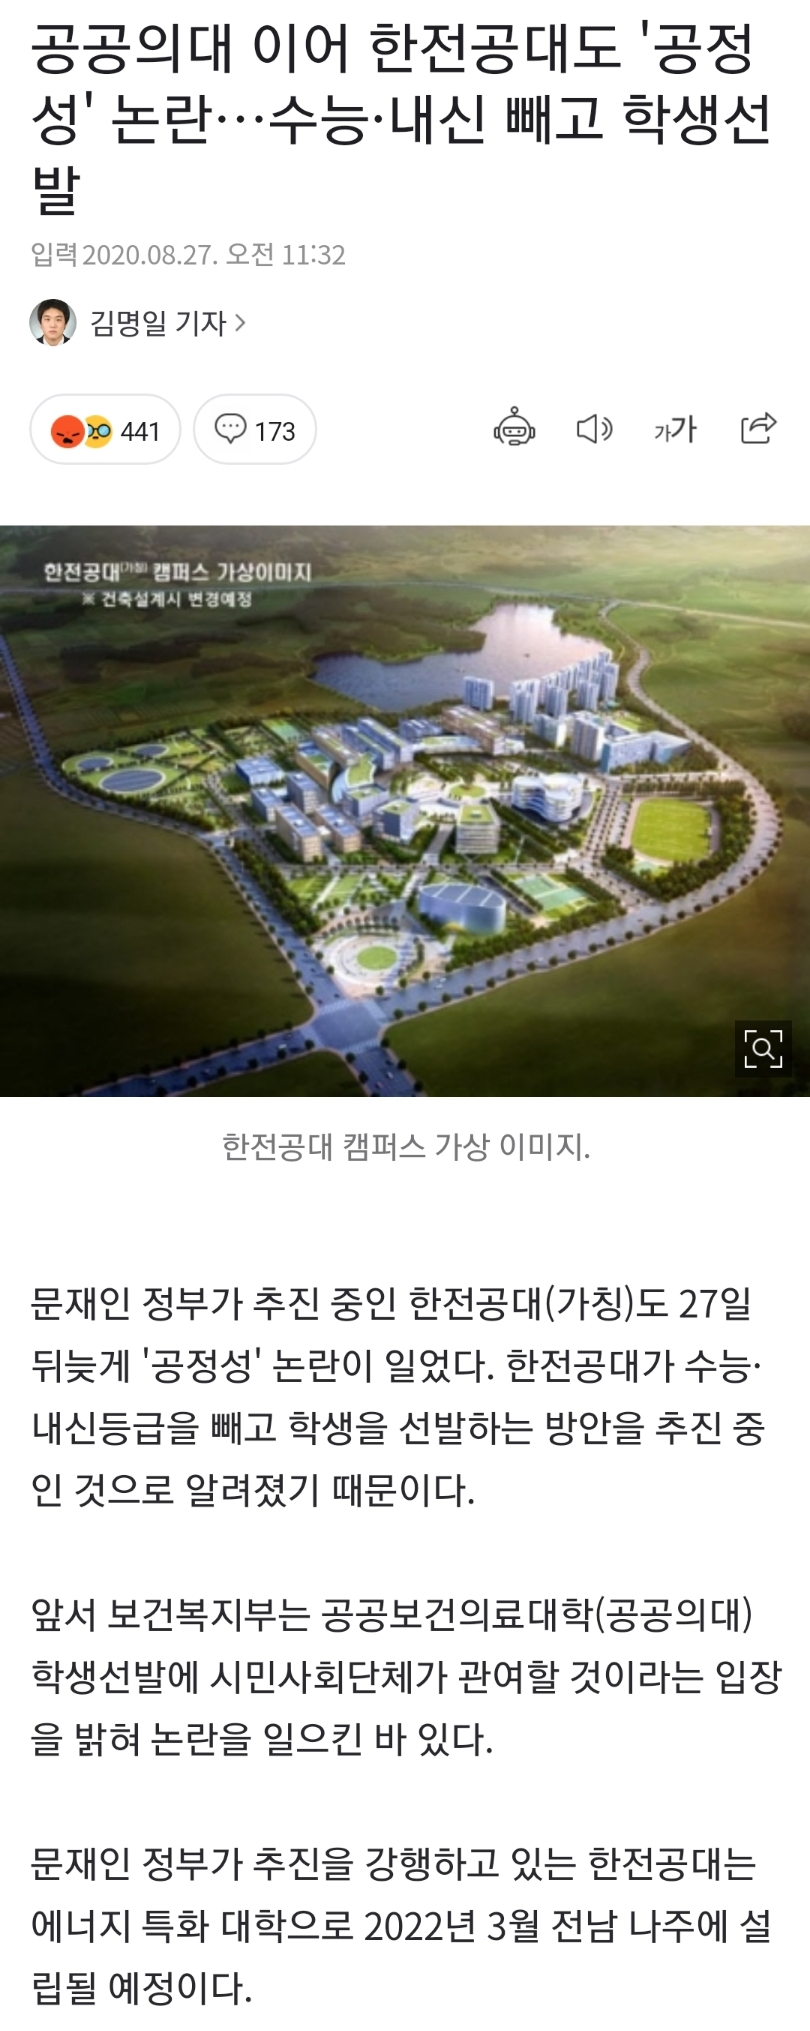 공공의대 이어 한전공대도 '공정
성' 논란…수능·내신 빼고 학생선
발
입력 2020.08.27. 오전 11:32
김명일 기자
441
173
가가
한전공대(가칭) 캠퍼스 가상이미지
※ 건축설계시 변경예정
한전공대 캠퍼스 가상 이미지.
문재인 정부가 추진 중인 한전공대(가칭)도 27일
뒤늦게 '공정성' 논란이 일었다. 한전공대가 수능·
내신등급을 빼고 학생을 선발하는 방안을 추진 중
인 것으로 알려졌기 때문이다.
앞서 보건복지부는 공공보건의료대학(공공의대)
학생선발에 시민사회단체가 관여할 것이라는 입장
을 밝혀 논란을 일으킨 바 있다.
문재인 정부가 추진을 강행하고 있는 한전공대는
에너지 특화 대학으로 2022년 3월 전남 나주에 설
립될 예정이다.